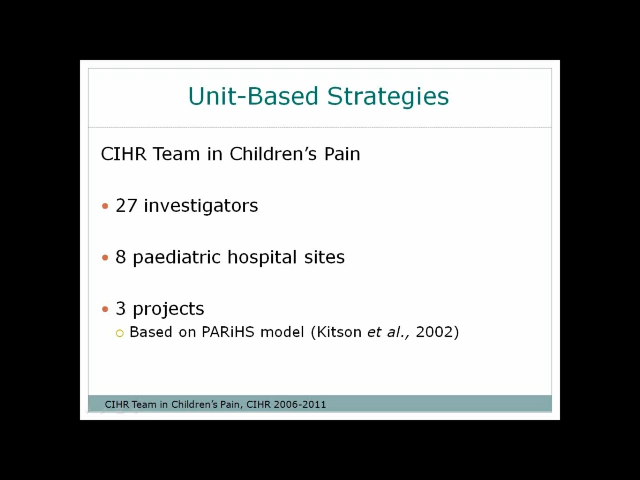 Unit-Based Strategies
CIHR Team in Children's Pain
• 27 investigators
• 8 paediatric hospital sites
• 3 projects
○ Based on PARiHS model (Kitson et al., 2002)
CIHR Team in Children's Pain, CIHR 2006-2011